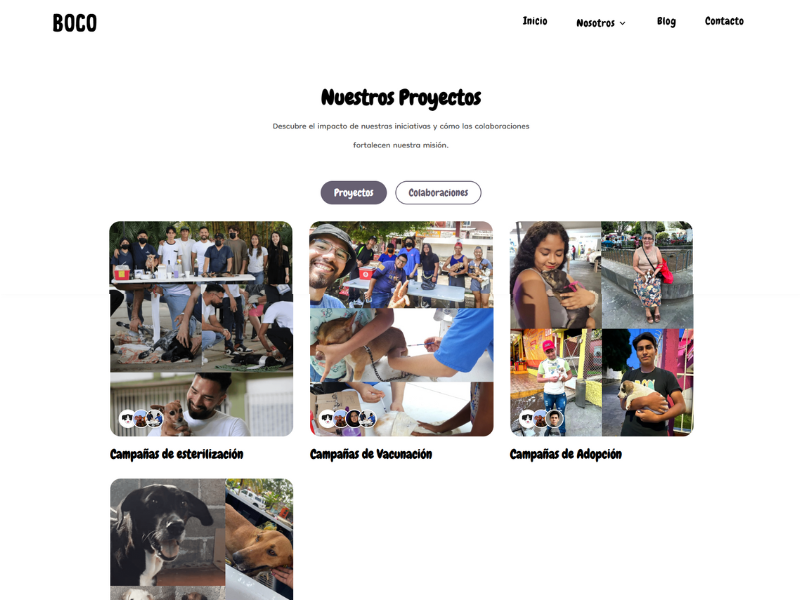 BOCO
Inicio
Nosotros
Blog
Contacto
Nuestros Proyectos
Descubre el impacto de nuestras iniciativas y cómo las colaboraciones
fortalecen nuestra misión.
Proyectos
Colaboraciones
Campañas de esterilización
Campañas de Vacunación
Campañas de Adopción